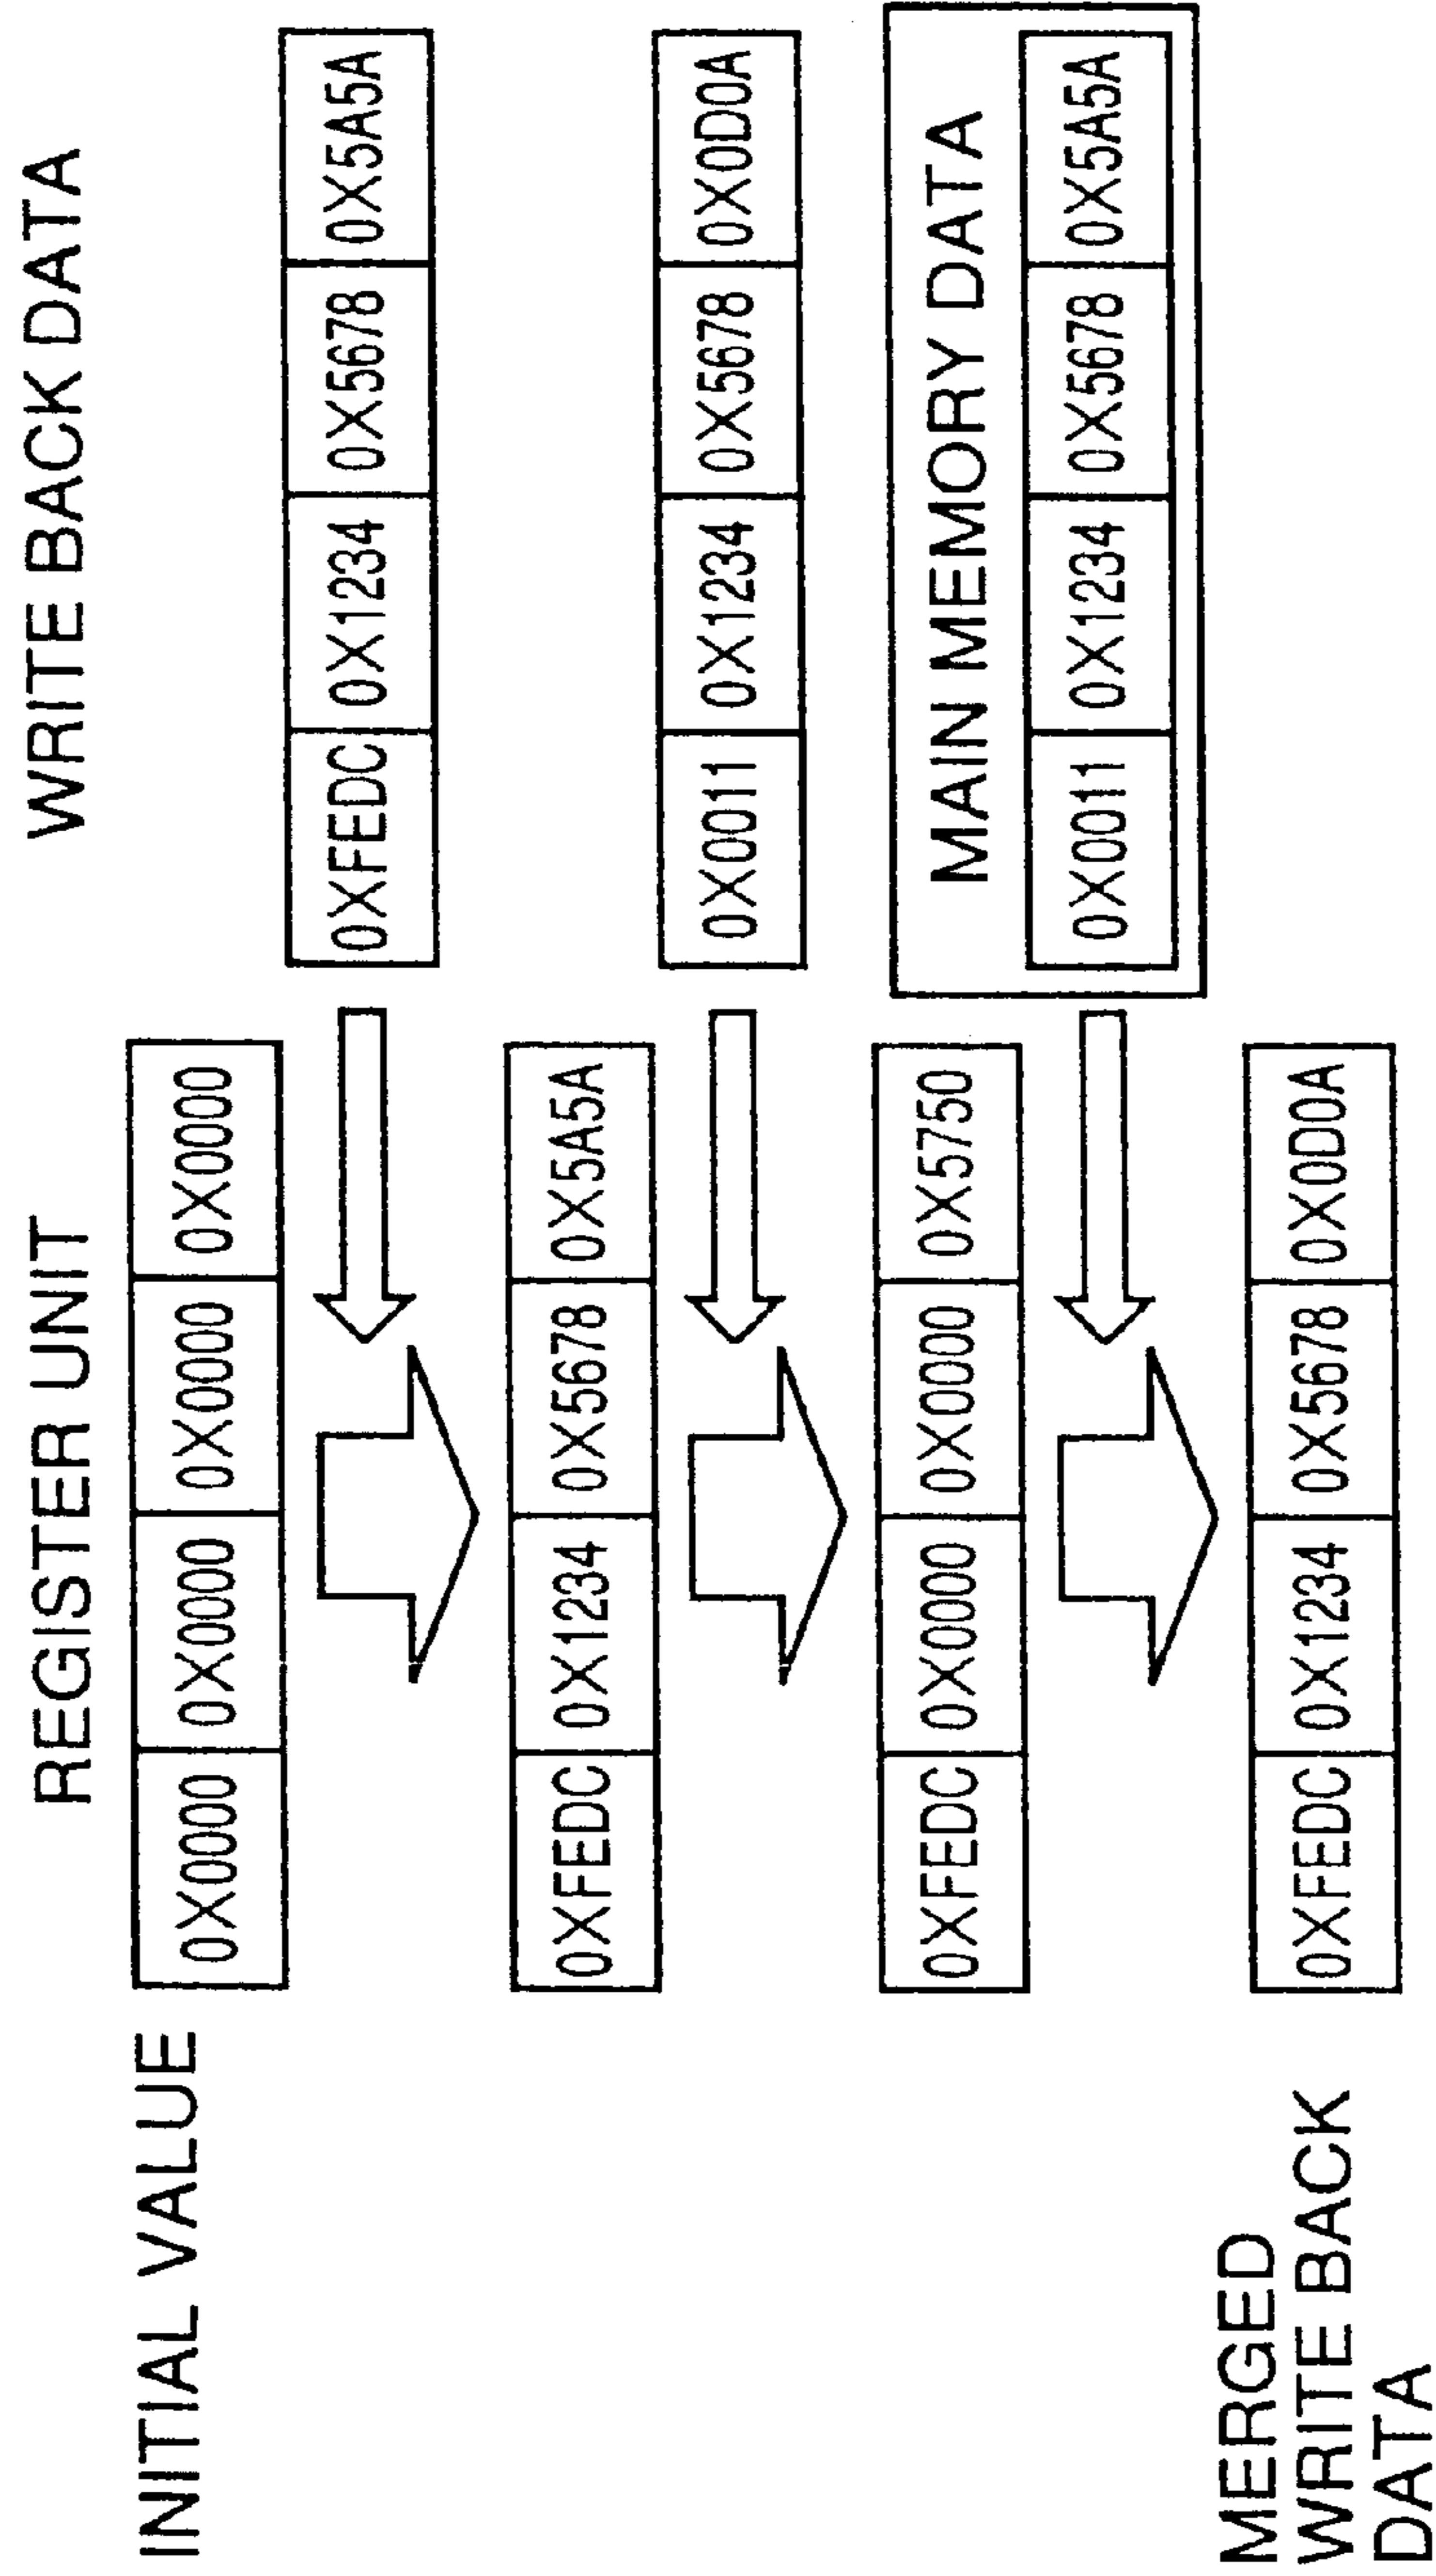 REGISTER UNIT
WRITE BACK DATA
INITIAL VALUE
0X0000 0X0000 0X0000 0X0000
0XFEDC 0X1234 0X5678 0X5A5A
0XFEDC 0X1234 0X5678 0X5A5A
0X0011 0X1234 0X5678 0X0D0A
0XFEDC 0X0000 0X0000 0X5750
MAIN MEMORY DATA
0X0011 0X1234 0X5678 0X5A5A
MERGED
WRITE BACK
DATA
0XFEDC 0X1234 0X5678 0X0D0A